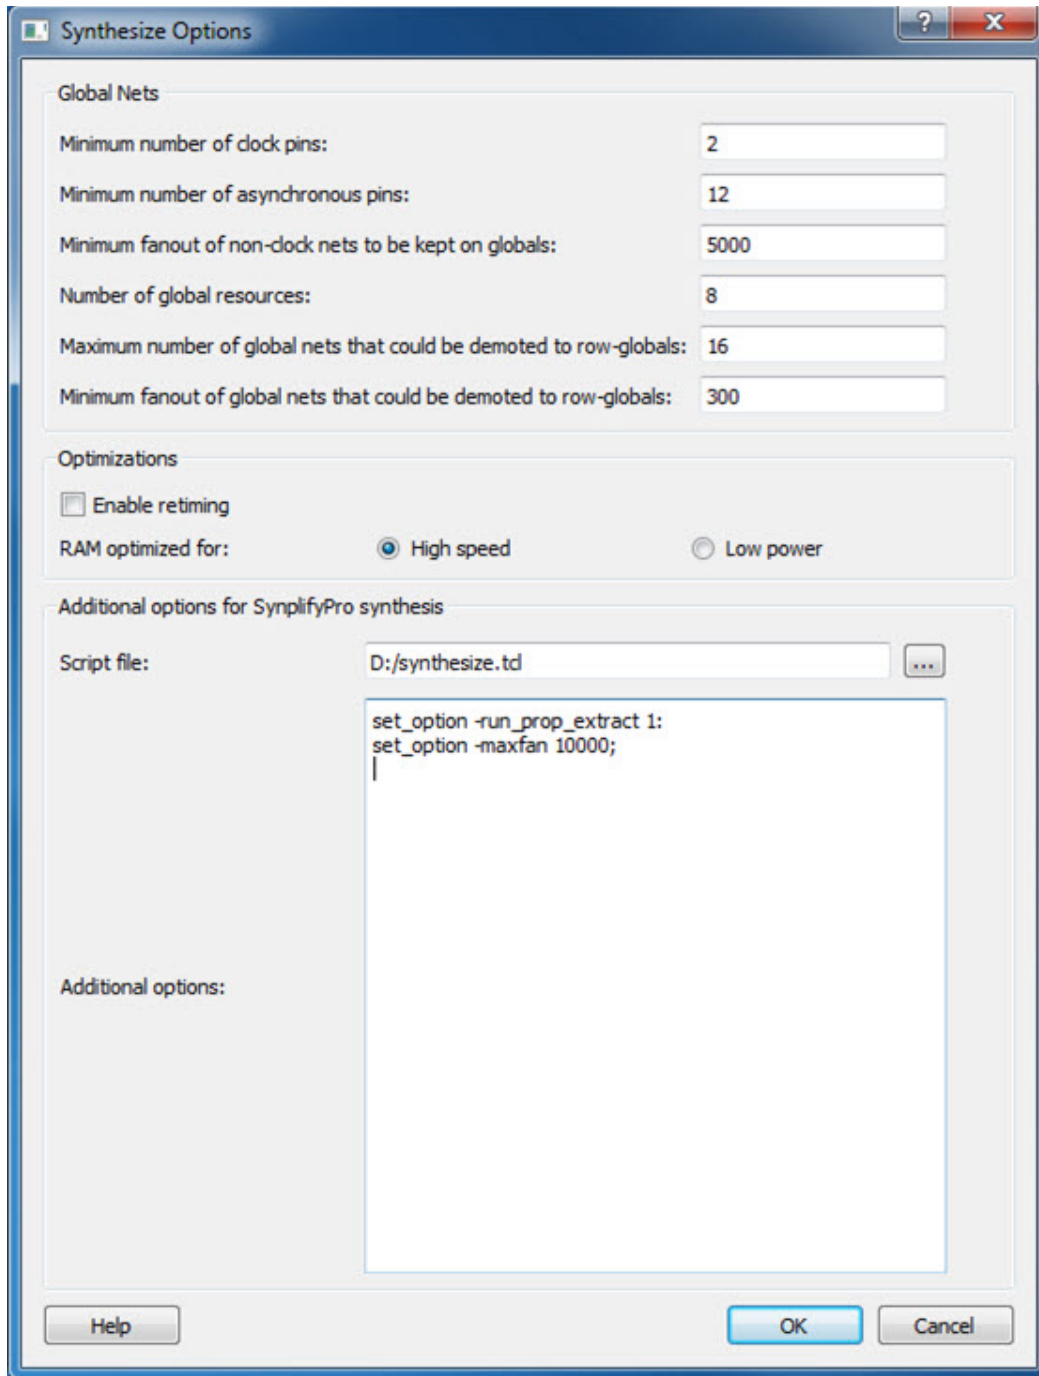 Synthesize Options
?
Global Nets
Minimum number of clock pins: 2
Minimum number of asynchronous pins: 12
Minimum fanout of non-clock nets to be kept on globals: 5000
Number of global resources: 8
Maximum number of global nets that could be demoted to row-globals: 16
Minimum fanout of global nets that could be demoted to row-globals: 300
Optimizations
Enable retiming
RAM optimized for: High speed Low power
Additional options for SynplifyPro synthesis
Script file: D:/synthesize.tcl ...
set_option -run_prop_extract 1:
set_option -maxfan 10000;
Additional options:
Help OK Cancel